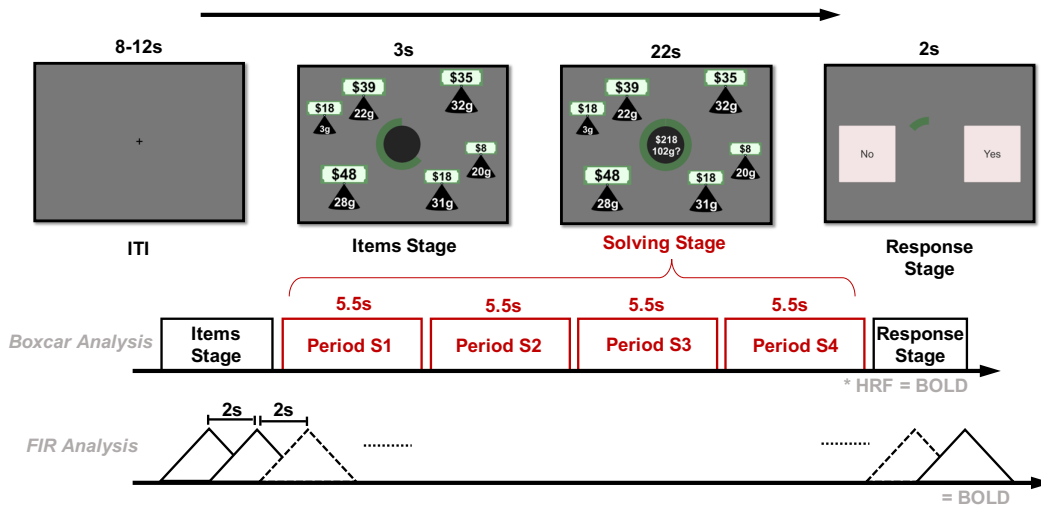 8-12s
3s
22s
2s
+
$39
22g
$35
32g
$18
3g
$8
20g
$48
28g
$18
31g
$39
22g
$35
32g
$18
3g
$218
102g?
$8
20g
$48
28g
$18
31g
No
Yes
ITI
Items Stage
Solving Stage
Response
Stage
5.5s
5.5s
5.5s
5.5s
Boxcar Analysis
Items
Stage
Period S1
Period S2
Period S3
Period S4
Response
Stage
* HRF = BOLD
2s
2s
FIR Analysis
= BOLD